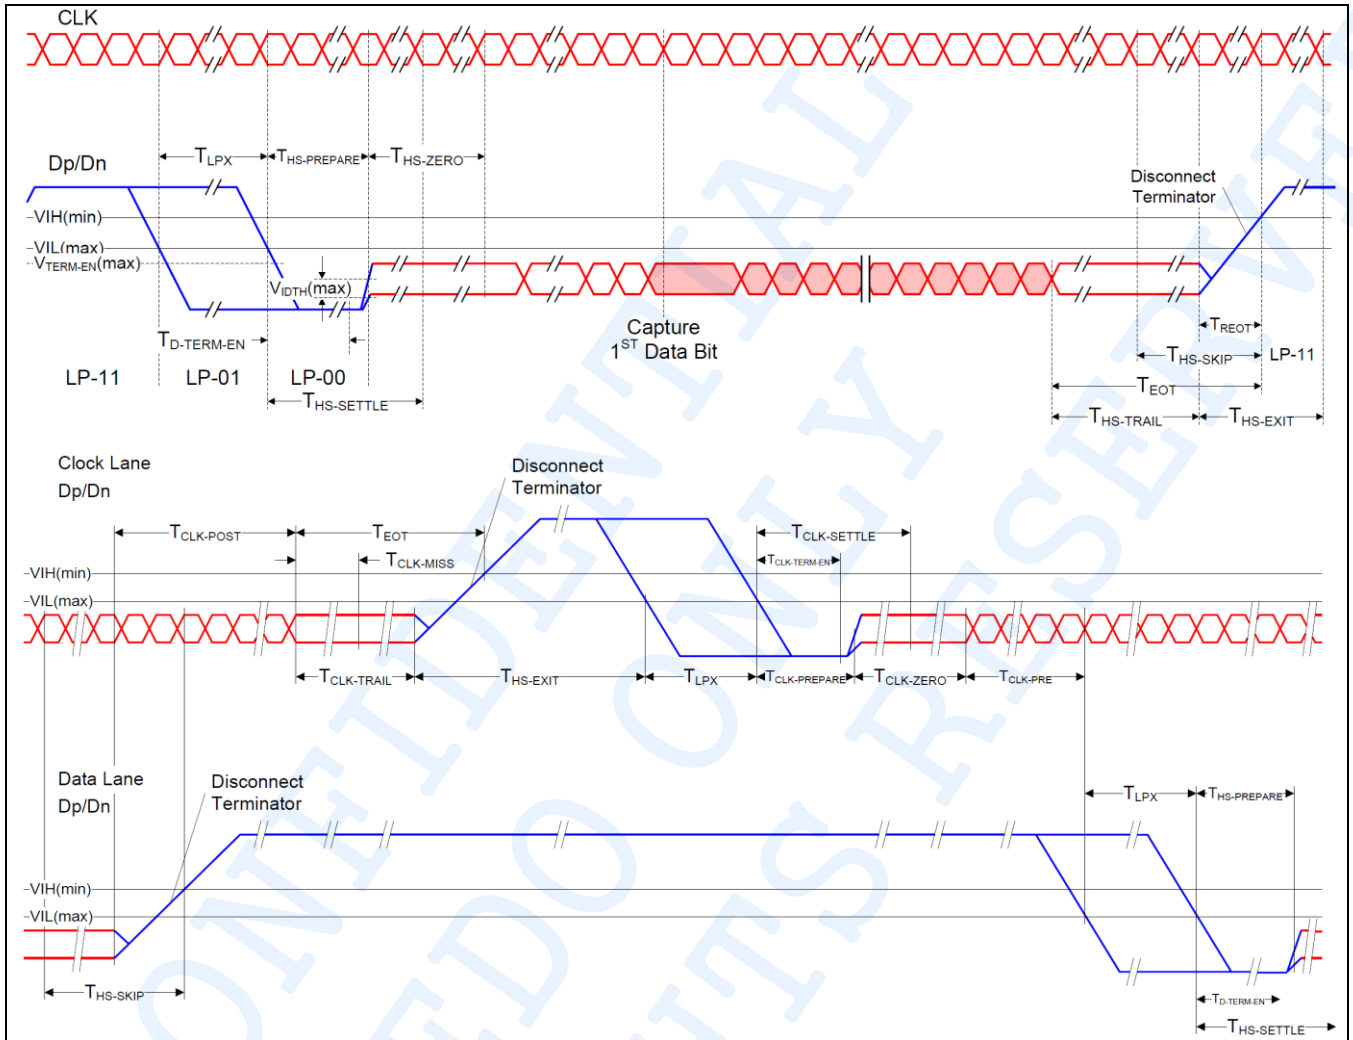 CLK
Dp/Dn
TLPX
THS-PREPARE
THS-ZERO
Disconnect
Terminator
VIH(min)
VIL(max)
VTERM-EN(max)
VIDTH(max)
TD-TERM-EN
Capture
1ST Data Bit
TREOT
THS-SKIP
LP-11
LP-11
LP-01
LP-00
TEOT
THS-SETTLE
THS-TRAIL
THS-EXIT
Clock Lane
Dp/Dn
Disconnect
Terminator
TCLK-POST
TEOT
TCLK-SETTLE
TCLK-MISS
TCLK-TERM-EN
VIH(min)
VIL(max)
TCLK-TRAIL
THS-EXIT
TLPX
TCLK-PREPARE
TCLK-ZERO
TCLK-PRE
Data Lane
Dp/Dn
Disconnect
Terminator
TLPX
THS-PREPARE
VIH(min)
VIL(max)
THS-SKIP
TD-TERM-EN
THS-SETTLE